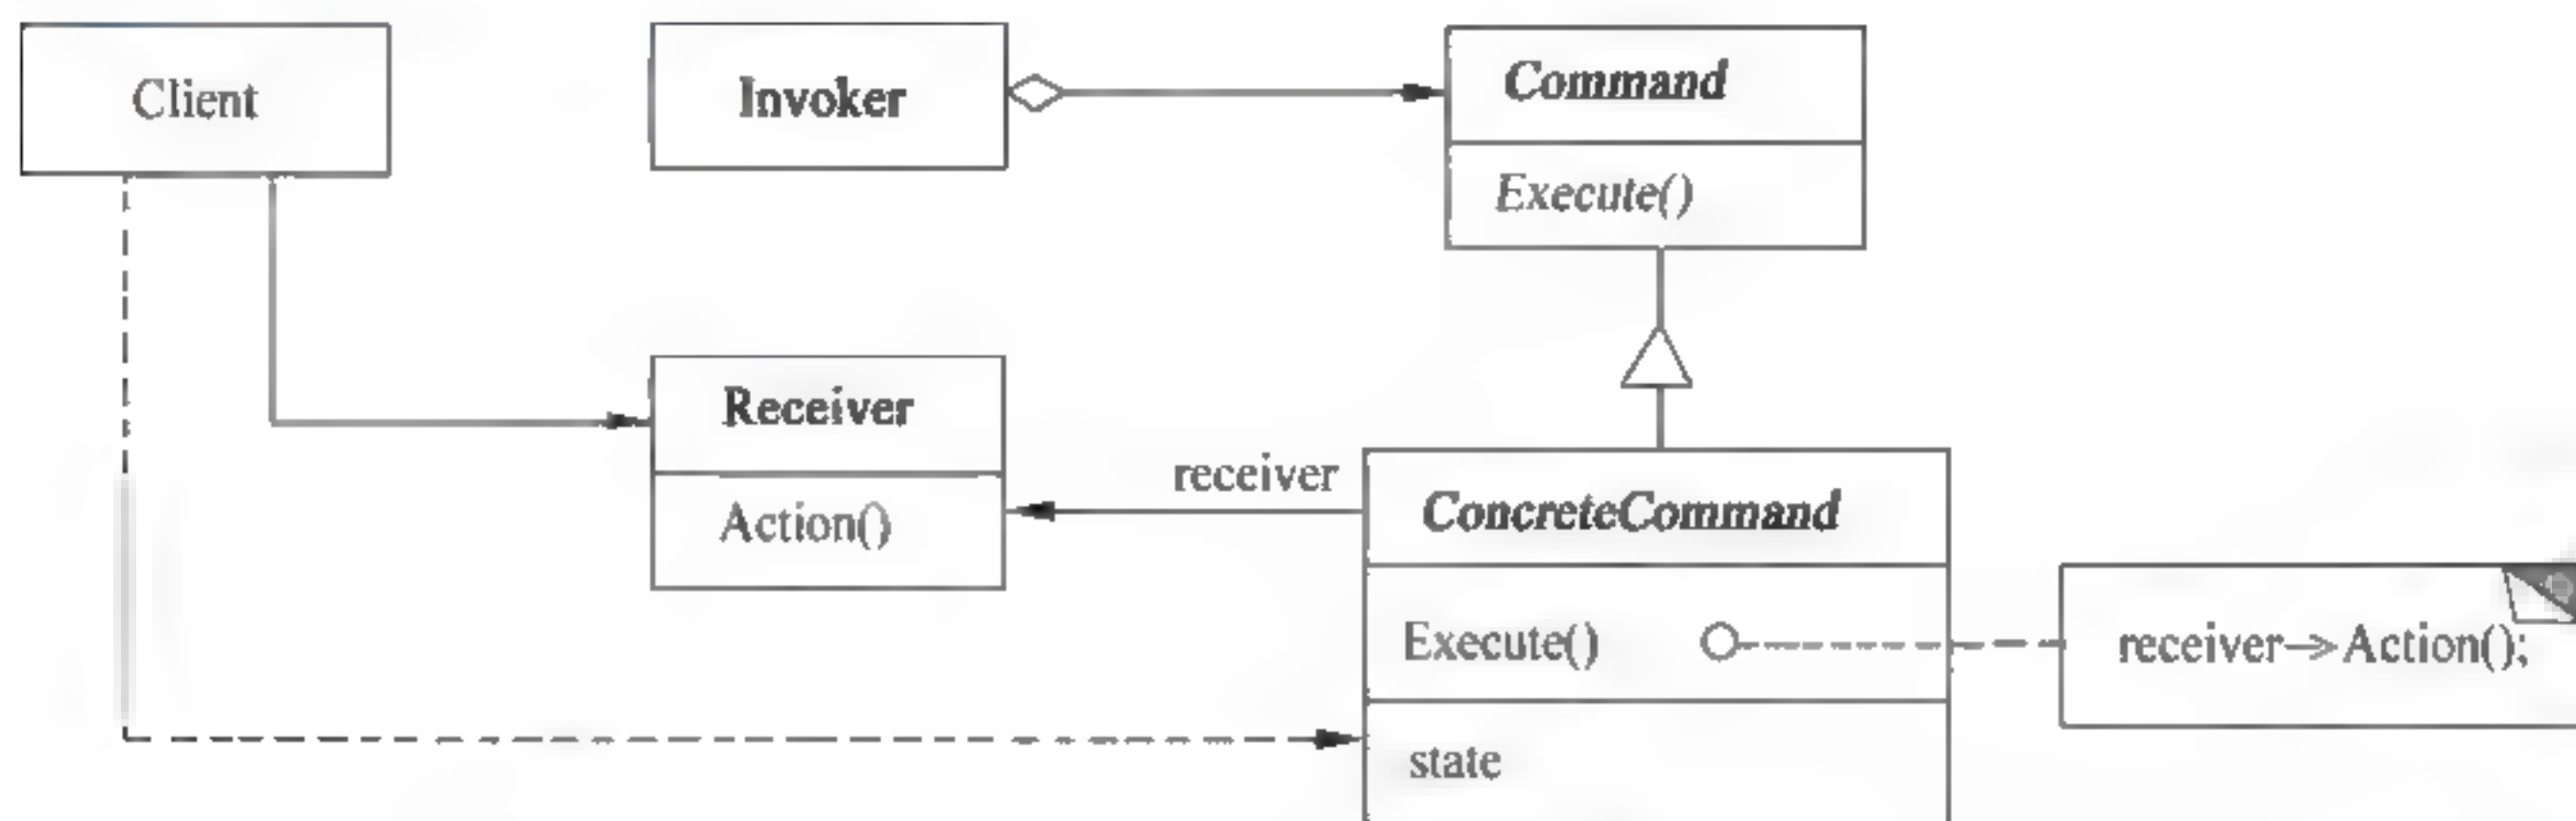 Client
Invoker
Command
Execute()
Receiver
Action()
receiver
ConcreteCommand
Execute()
receiver->Action();
state